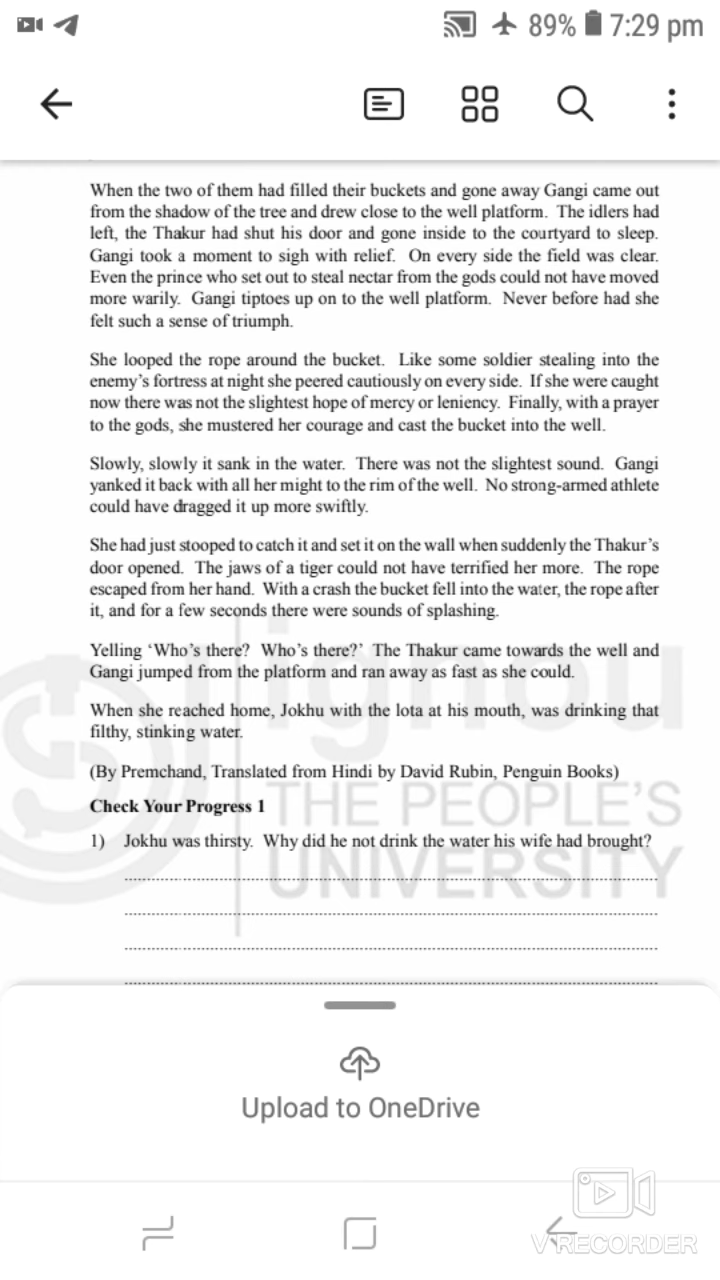 89% 7:29 pm
When the two of them had filled their buckets and gone away Gangi came out
from the shadow of the tree and drew close to the well platform. The idlers had
left, the Thakur had shut his door and gone inside to the courtyard to sleep.
Gangi took a moment to sigh with relief. On every side the field was clear.
Even the prince who set out to steal nectar from the gods could not have moved
more warily. Gangi tiptoes up on to the well platform. Never before had she
felt such a sense of triumph.
She looped the rope around the bucket. Like some soldier stealing into the
enemy's fortress at night she peered cautiously on every side. If she were caught
now there was not the slightest hope of mercy or leniency. Finally, with a prayer
to the gods, she mustered her courage and cast the bucket into the well.
Slowly, slowly it sank in the water. There was not the slightest sound. Gangi
yanked it back with all her might to the rim of the well. No strong-armed athlete
could have dragged it up more swiftly.
She had just stooped to catch it and set it on the wall when suddenly the Thakur's
door opened. The jaws of a tiger could not have terrified her more. The rope
escaped from her hand. With a crash the bucket fell into the water, the rope after
it, and for a few seconds there were sounds of splashing.
Yelling 'Who's there? Who's there?' The Thakur came towards the well and
Gangi jumped from the platform and ran away as fast as she could.
When she reached home, Jokhu with the lota at his mouth, was drinking that
filthy, stinking water.
(By Premchand, Translated from Hindi by David Rubin, Penguin Books)
Check Your Progress 1
1) Jokhu was thirsty. Why did he not drink the water his wife had brought?
ignou
THE PEOPLE'S
UNIVERSITY
Upload to OneDrive
V RECORDER